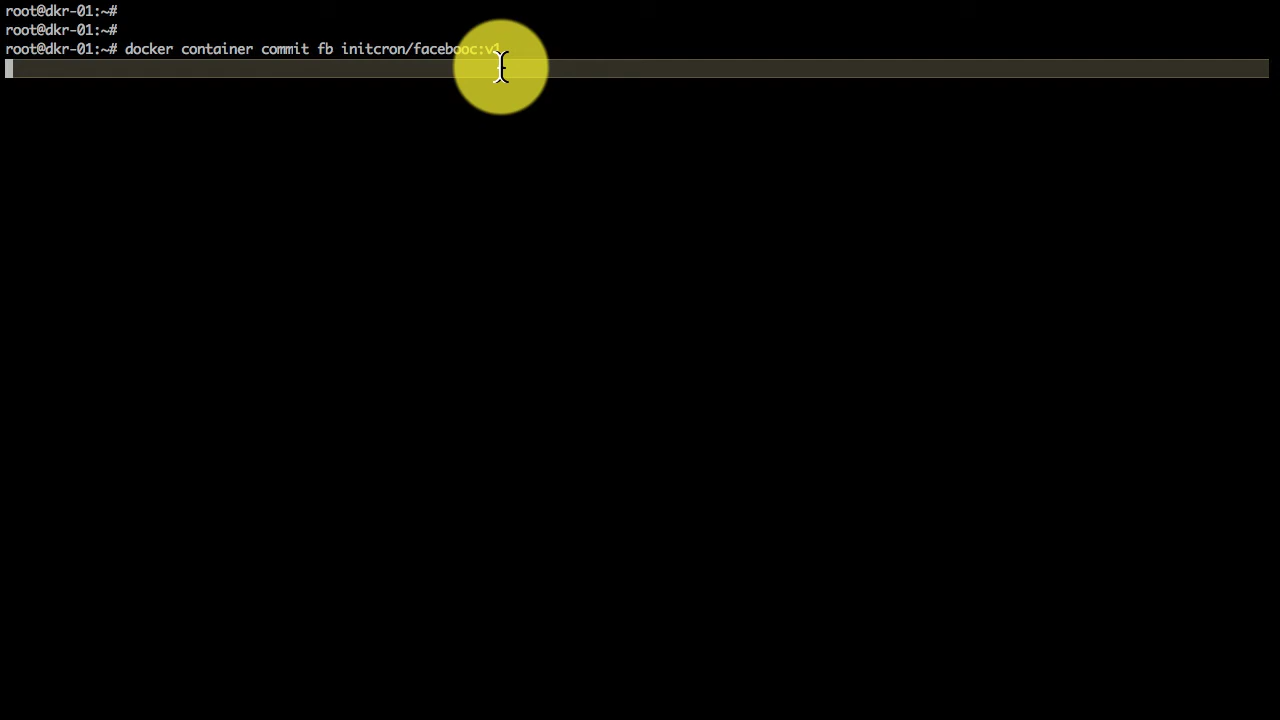 root@dkr-01:~#
root@dkr-01:~#
root@dkr-01:~# docker container commit fb initcron/facebooc:v1